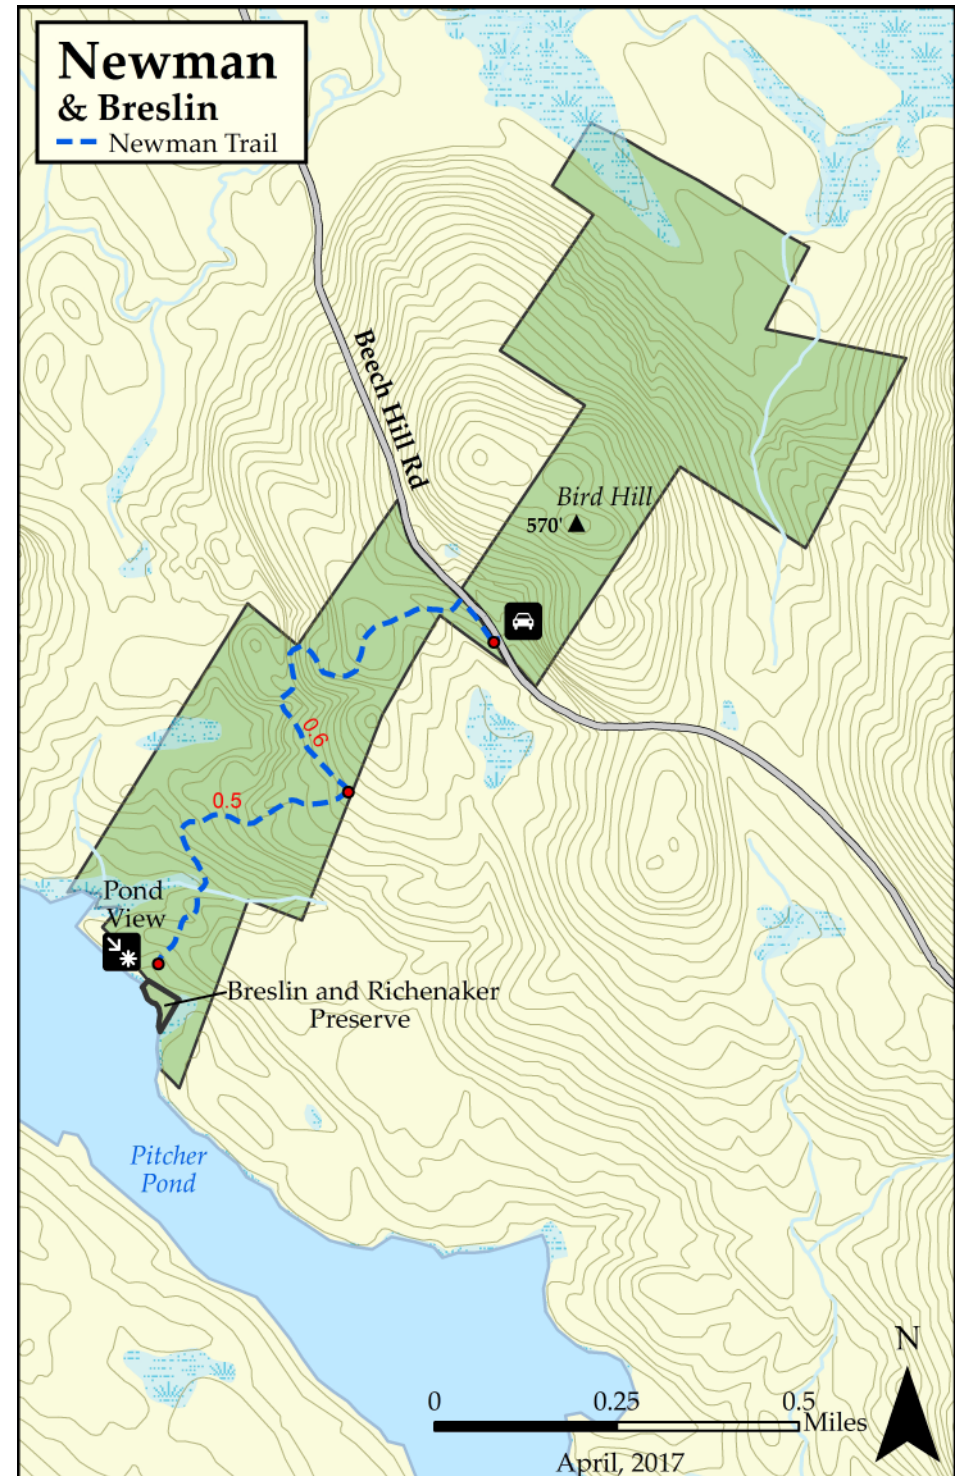 Newman
& Breslin
Newman Trail
Beech Hill Rd
Bird Hill
570'
0.6
0.5
Pond
View
Breslin and Richenaker
Preserve
Pitcher
Pond
N
0 0.25 0.5
Miles
April, 2017